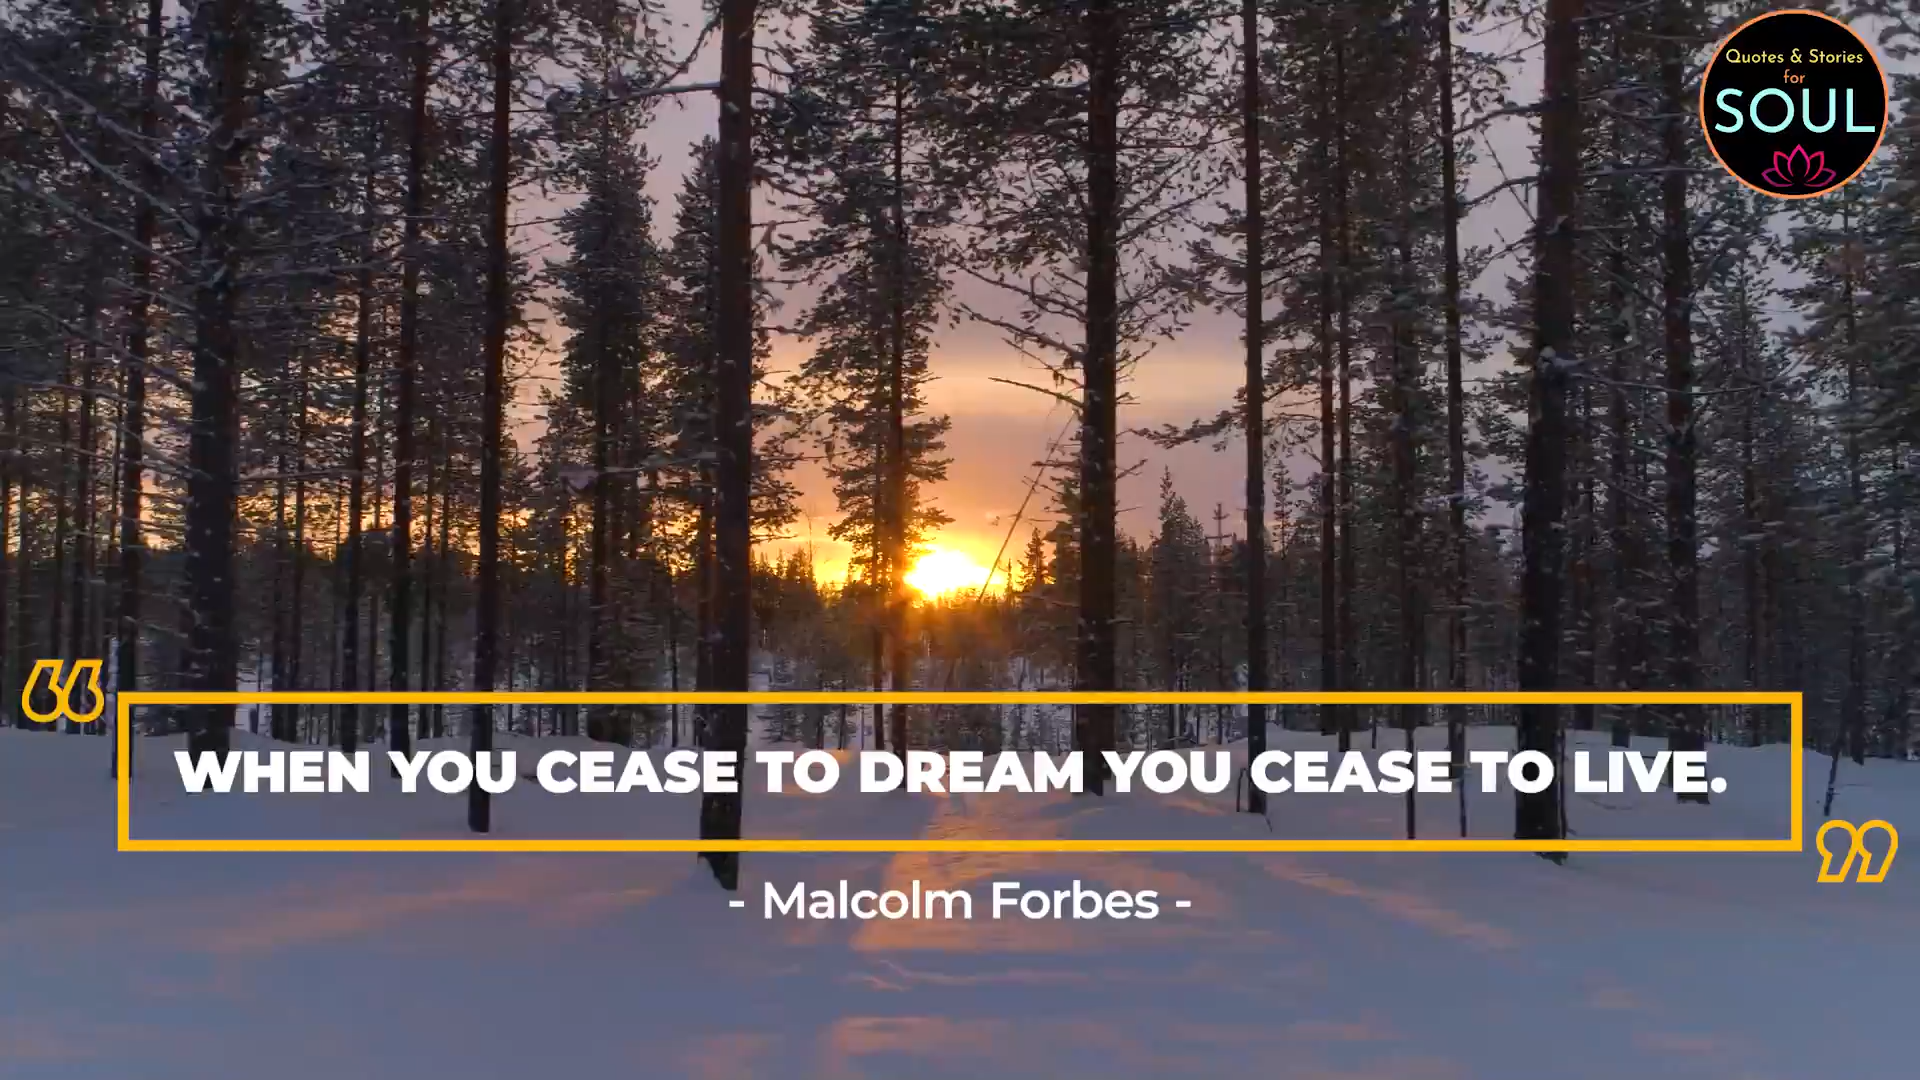 Quotes & Stories
for
SOUL
“
WHEN YOU CEASE TO DREAM YOU CEASE TO LIVE.
”
- Malcolm Forbes -